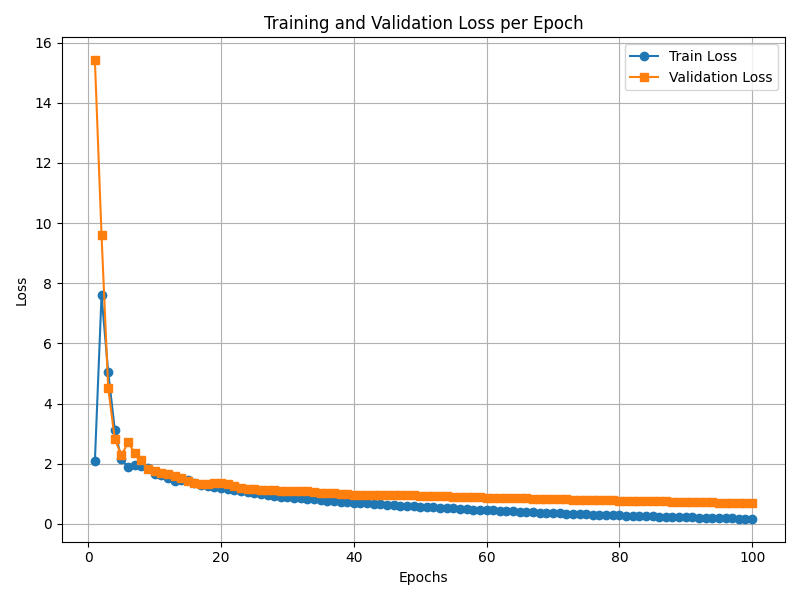 Training and Validation Loss per Epoch
Train Loss
Validation Loss
16
14
12
10
8
6
4
2
0
Loss
0 20 40 60 80 100
Epochs